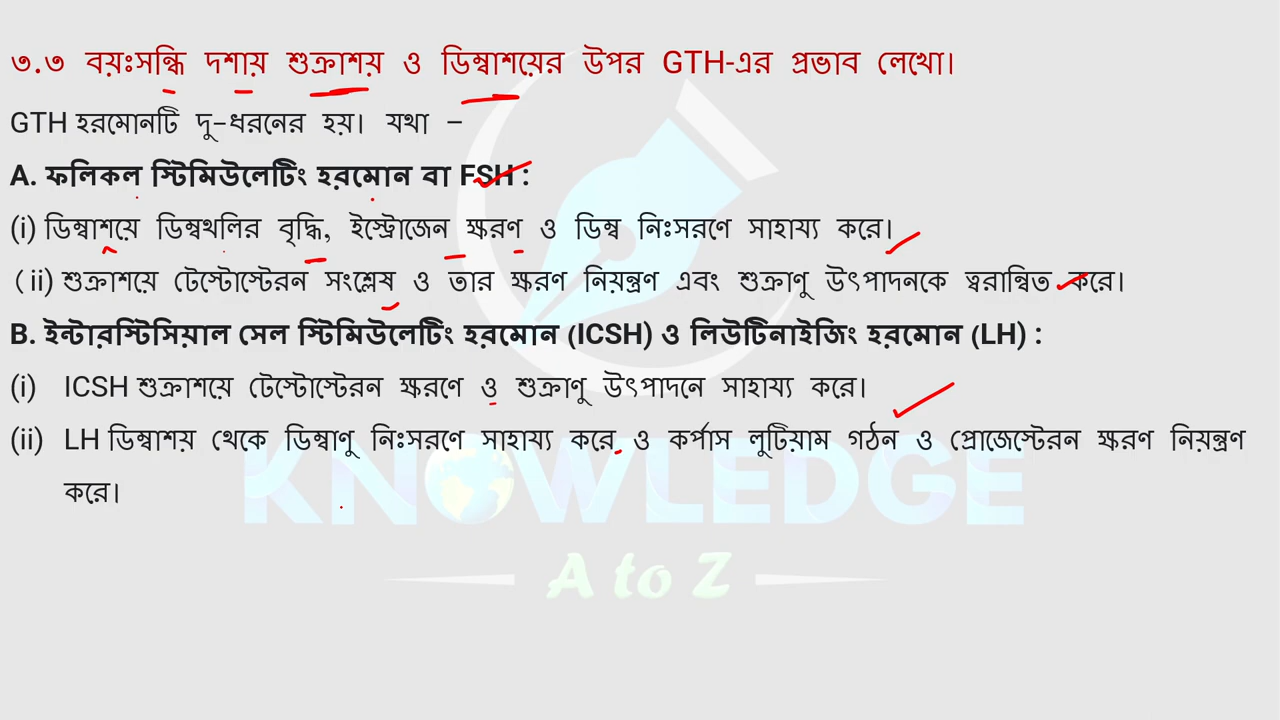 ৩.৩ বয়ঃসন্ধি দশায় শুক্রাশয় ও ডিম্বাশয়ের উপর GTH-এর প্রভাব লেখো।
GTH হরমোনটি দু-ধরনের হয়। যথা –
A. ফলিকল স্টিমিউলেটিং হরমোন বা FSH :
(i) ডিম্বাশয়ে ডিম্বথলির বৃদ্ধি, ইস্ট্রোজেন ক্ষরণ ও ডিম্ব নিঃসরণে সাহায্য করে।
(ii) শুক্রাশয়ে টেস্টোস্টেরন সংশ্লেষ ও তার ক্ষরণ নিয়ন্ত্রণ এবং শুক্রাণু উৎপাদনকে ত্বরান্বিত করে।
B. ইন্টারস্টিসিয়াল সেল স্টিমিউলেটিং হরমোন (ICSH) ও লিউটিনাইজিং হরমোন (LH) :
(i) ICSH শুক্রাশয়ে টেস্টোস্টেরন ক্ষরণে ও শুক্রাণু উৎপাদনে সাহায্য করে।
(ii) LH ডিম্বাশয় থেকে ডিম্বাণু নিঃসরণে সাহায্য করে ও কর্পাস লুটিয়াম গঠন ও প্রোজেস্টেরন ক্ষরণ নিয়ন্ত্রণ
করে।
KNOWLEDGE
A to Z